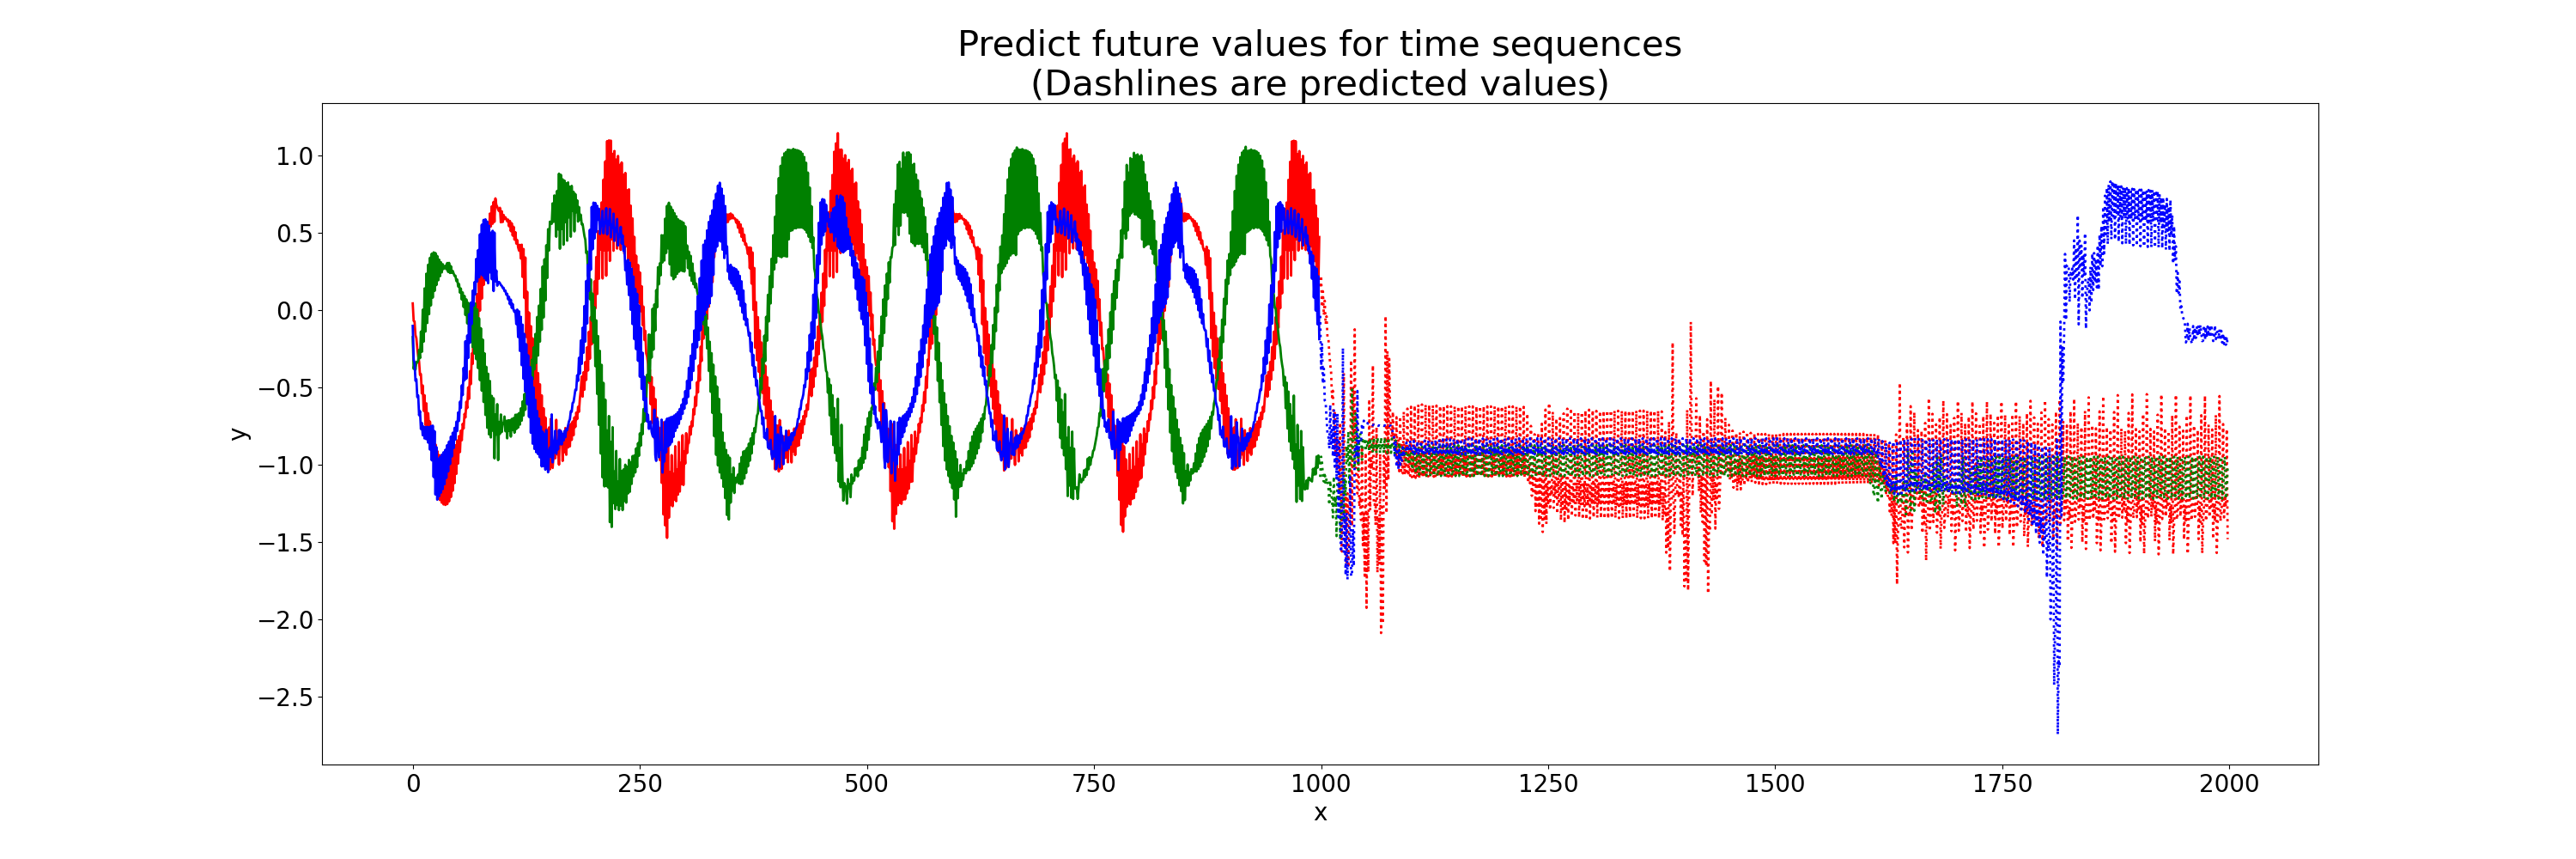 Predict future values for time sequences
(Dashlines are predicted values)
y
1.0
0.5
0.0
−0.5
−1.0
−1.5
−2.0
−2.5
0 250 500 750 1000 1250 1500 1750 2000
x